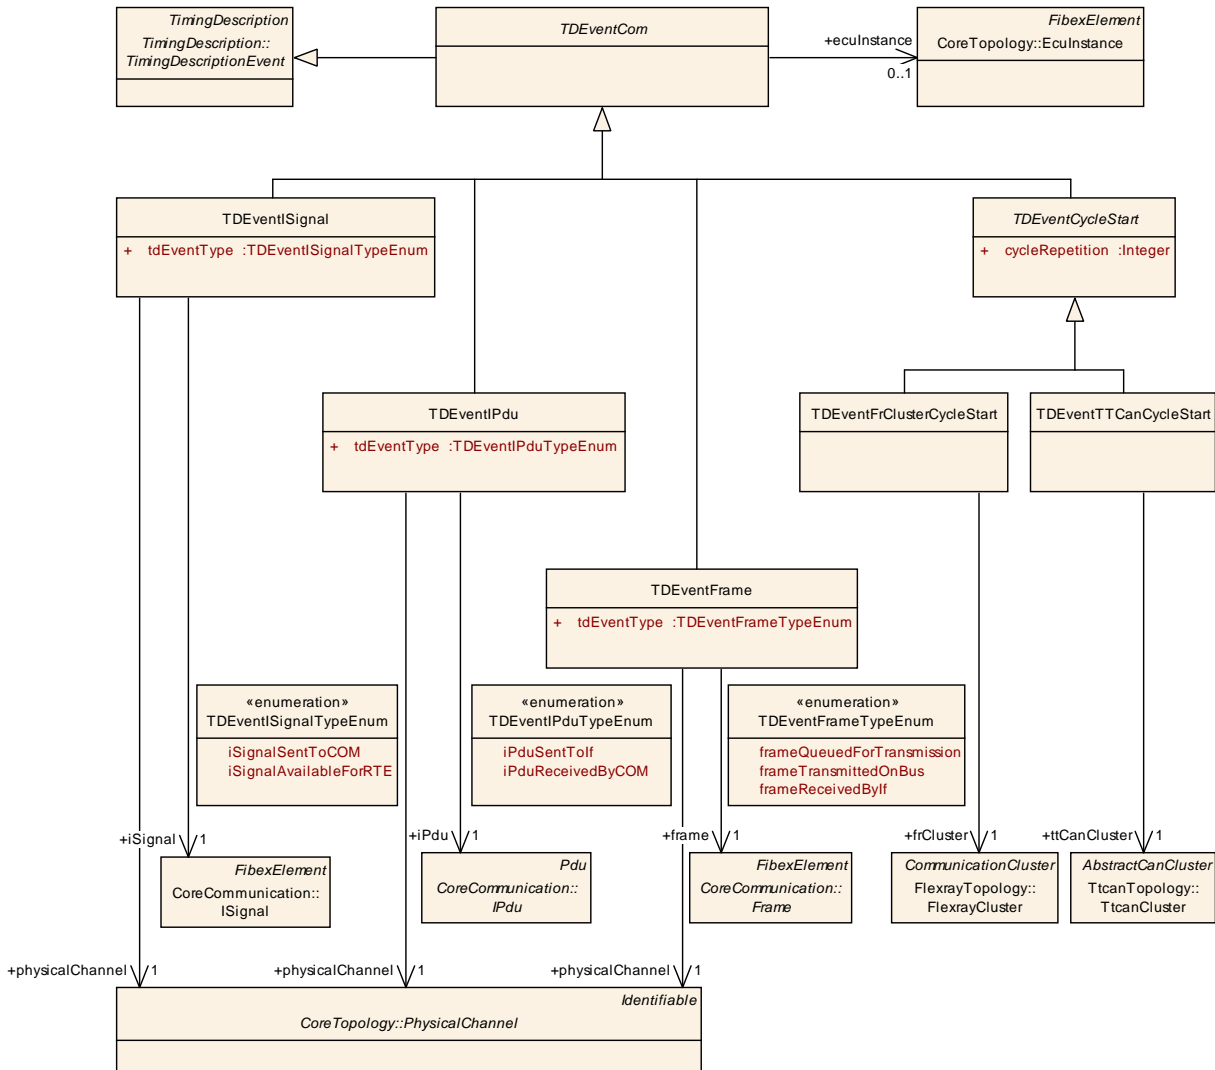 TimingDescription
TimingDescription::
TimingDescriptionEvent
TDEventCom
+ecuInstance
0..1
FibexElement
CoreTopology::EcuInstance
TDEventISignal
+ tdEventType :TDEventISignalTypeEnum
TDEventCycleStart
+ cycleRepetition :Integer
TDEventIPdu
+ tdEventType :TDEventIPduTypeEnum
TDEventFrClusterCycleStart
TDEventTTCanCycleStart
TDEventFrame
+ tdEventType :TDEventFrameTypeEnum
«enumeration»
TDEventISignalTypeEnum
iSignalSentToCOM
iSignalAvailableForRTE
«enumeration»
TDEventIPduTypeEnum
iPduSentToIf
iPduReceivedByCOM
«enumeration»
TDEventFrameTypeEnum
frameQueuedForTransmission
frameTransmittedOnBus
frameReceivedByIf
+iSignal 1
+iPdu 1
+frame 1
+frCluster 1
+ttCanCluster 1
FibexElement
CoreCommunication::
ISignal
Pdu
CoreCommunication::
IPdu
FibexElement
CoreCommunication::
Frame
CommunicationCluster
FlexrayTopology::
FlexrayCluster
AbstractCanCluster
TtcanTopology::
TtcanCluster
+physicalChannel 1
+physicalChannel 1
+physicalChannel 1
Identifiable
CoreTopology::PhysicalChannel